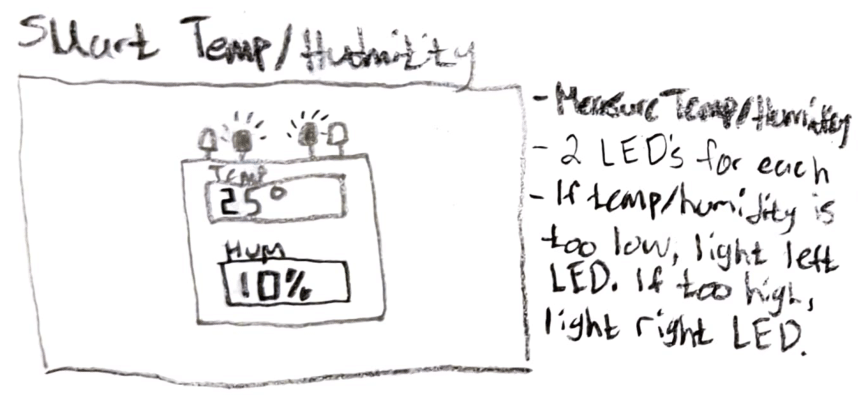 SMart Temp/Humidity
Temp
25°
HUM
10%
- Measure Temp/Humidity
- 2 LED's for each
- If temp/humidity is
too low, light left
LED. If too high,
light right LED.